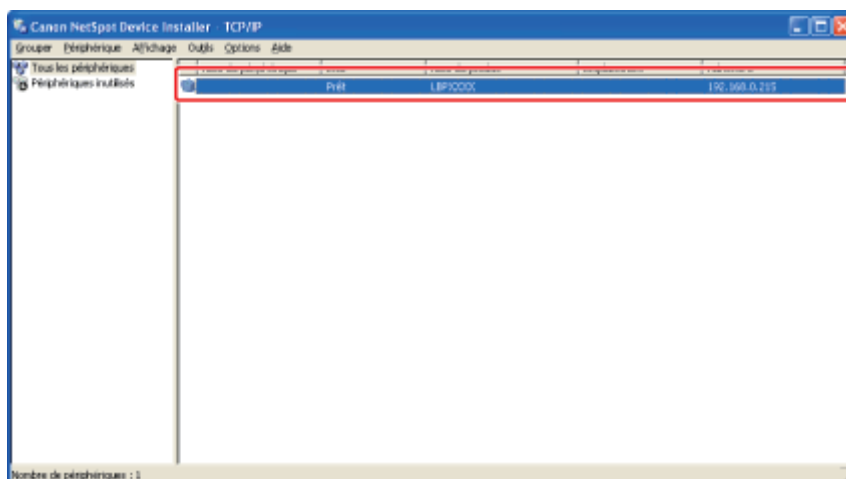 Canon NetSpot Device Installer - TCP/IP
Grouper Périphérique Affichage Outils Options Aide
Tous les périphériques
Périphériques inutilisés
Prêt LBPXXXX 192.168.0.215
Nombre de périphériques : 1